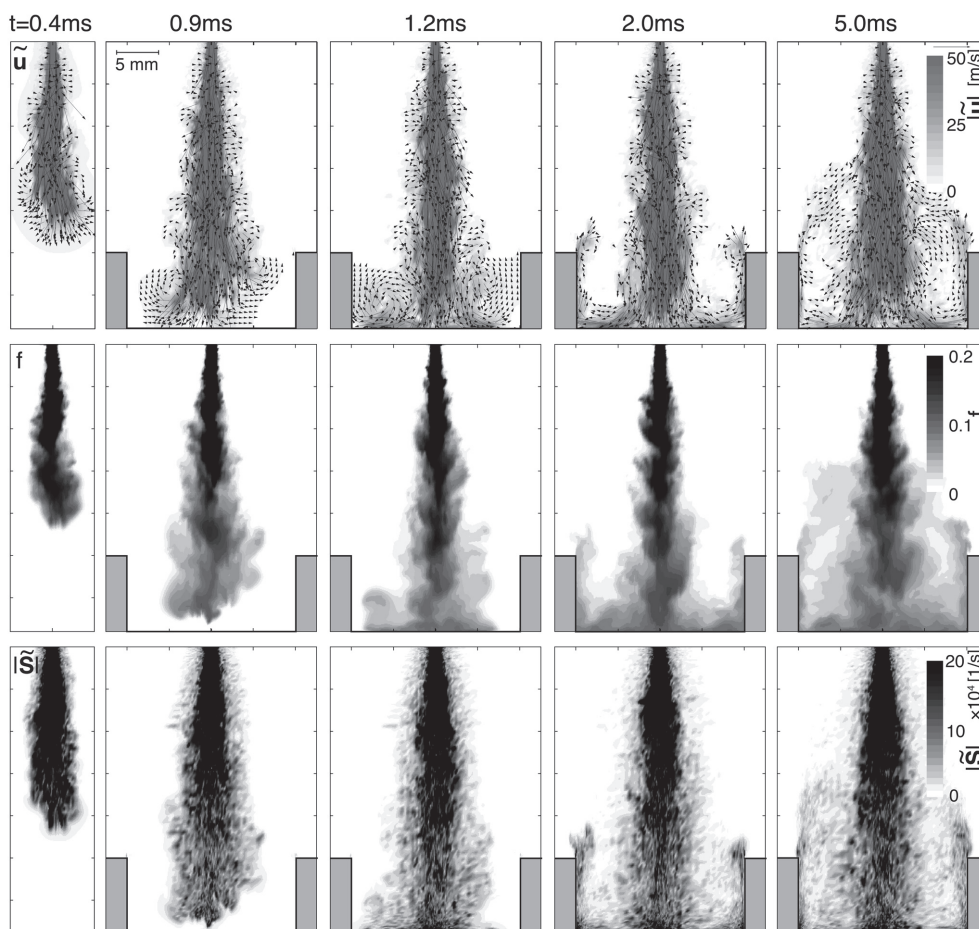 t=0.4ms 0.9ms 1.2ms 2.0ms 5.0ms
ũ
5 mm
50
25
0
|ũ| [m/s]
f
0.2
0.1
0
f
|S̃|
20
10
0
|S̃| ×10⁴ [1/s]